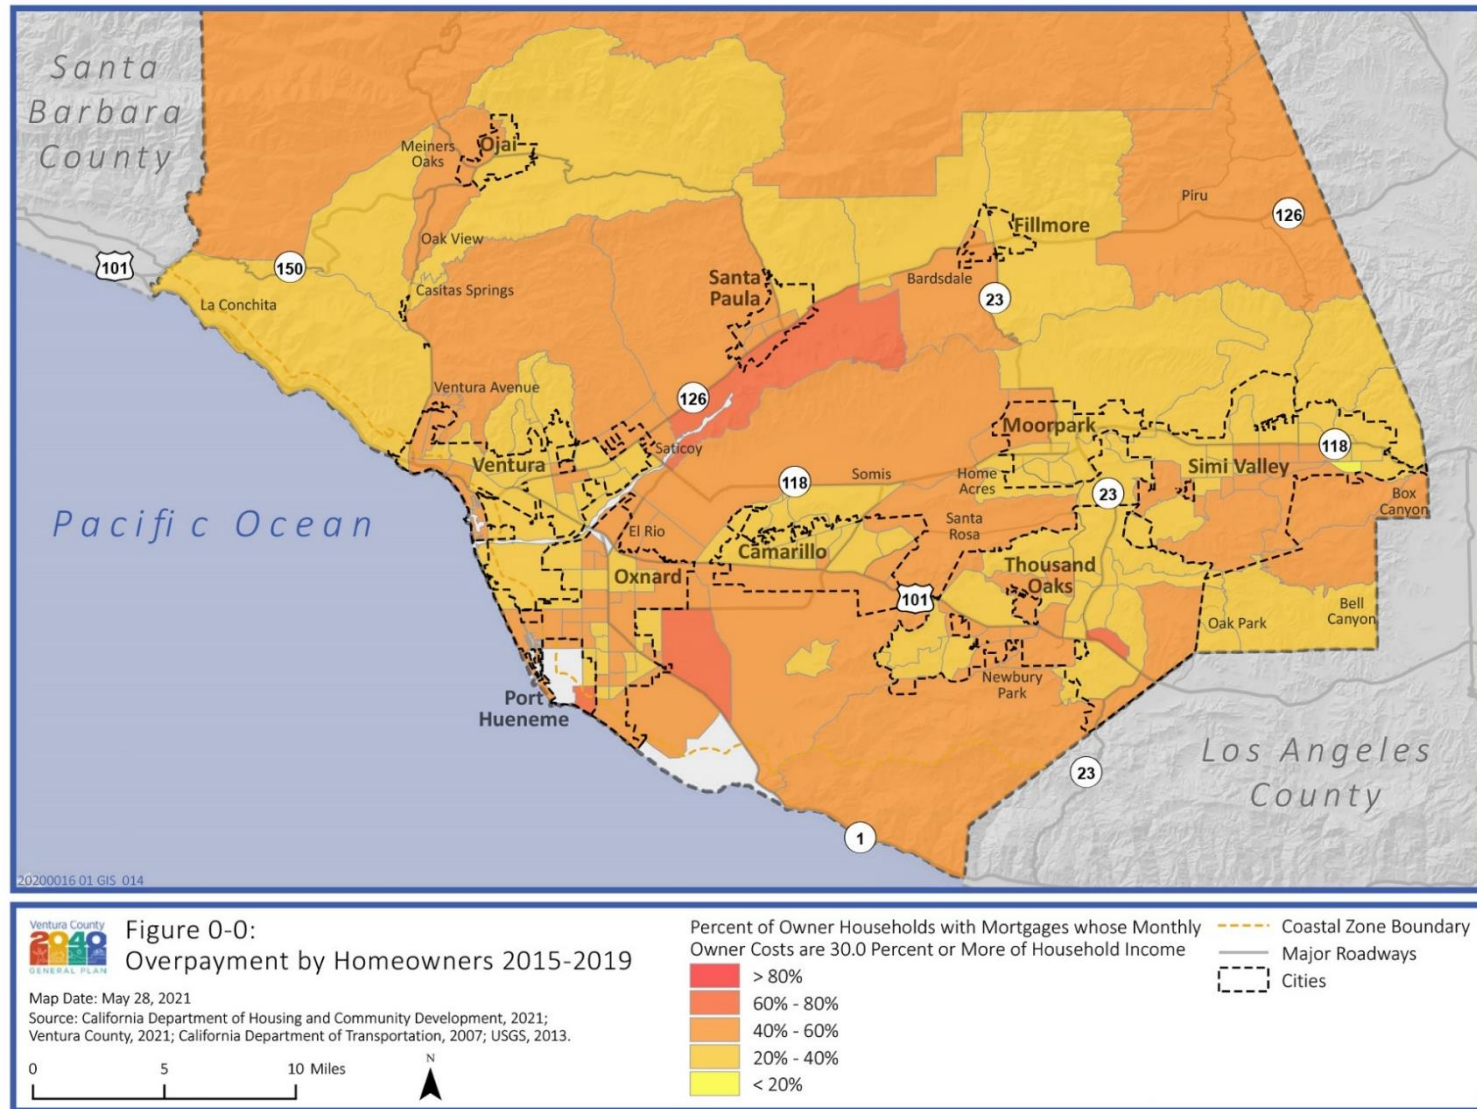 Santa
Barbara
County
Meiners
Oaks
Ojai
Piru
126
Oak View
Fillmore
101
150
Santa
Paula
Bardsdale
Casitas Springs
23
La Conchita
Ventura Avenue
126
Moorpark
Saticoy
118
Ventura
Somis
Home
Acres
Simi Valley
118
23
Box
Canyon
Pacific Ocean
El Rio
Santa
Rosa
Camarillo
Thousand
Oaks
Oxnard
101
Bell
Canyon
Oak Park
Newbury
Park
Port
Hueneme
Los Angeles
County
23
1
20200016 01 GIS 014
Ventura County
2040
GENERAL PLAN
Figure 0-0:
Overpayment by Homeowners 2015-2019
Map Date: May 28, 2021
Source: California Department of Housing and Community Development, 2021;
Ventura County, 2021; California Department of Transportation, 2007; USGS, 2013.
0 5 10 Miles
N
Percent of Owner Households with Mortgages whose Monthly
Owner Costs are 30.0 Percent or More of Household Income
> 80%
60% - 80%
40% - 60%
20% - 40%
< 20%
Coastal Zone Boundary
Major Roadways
Cities